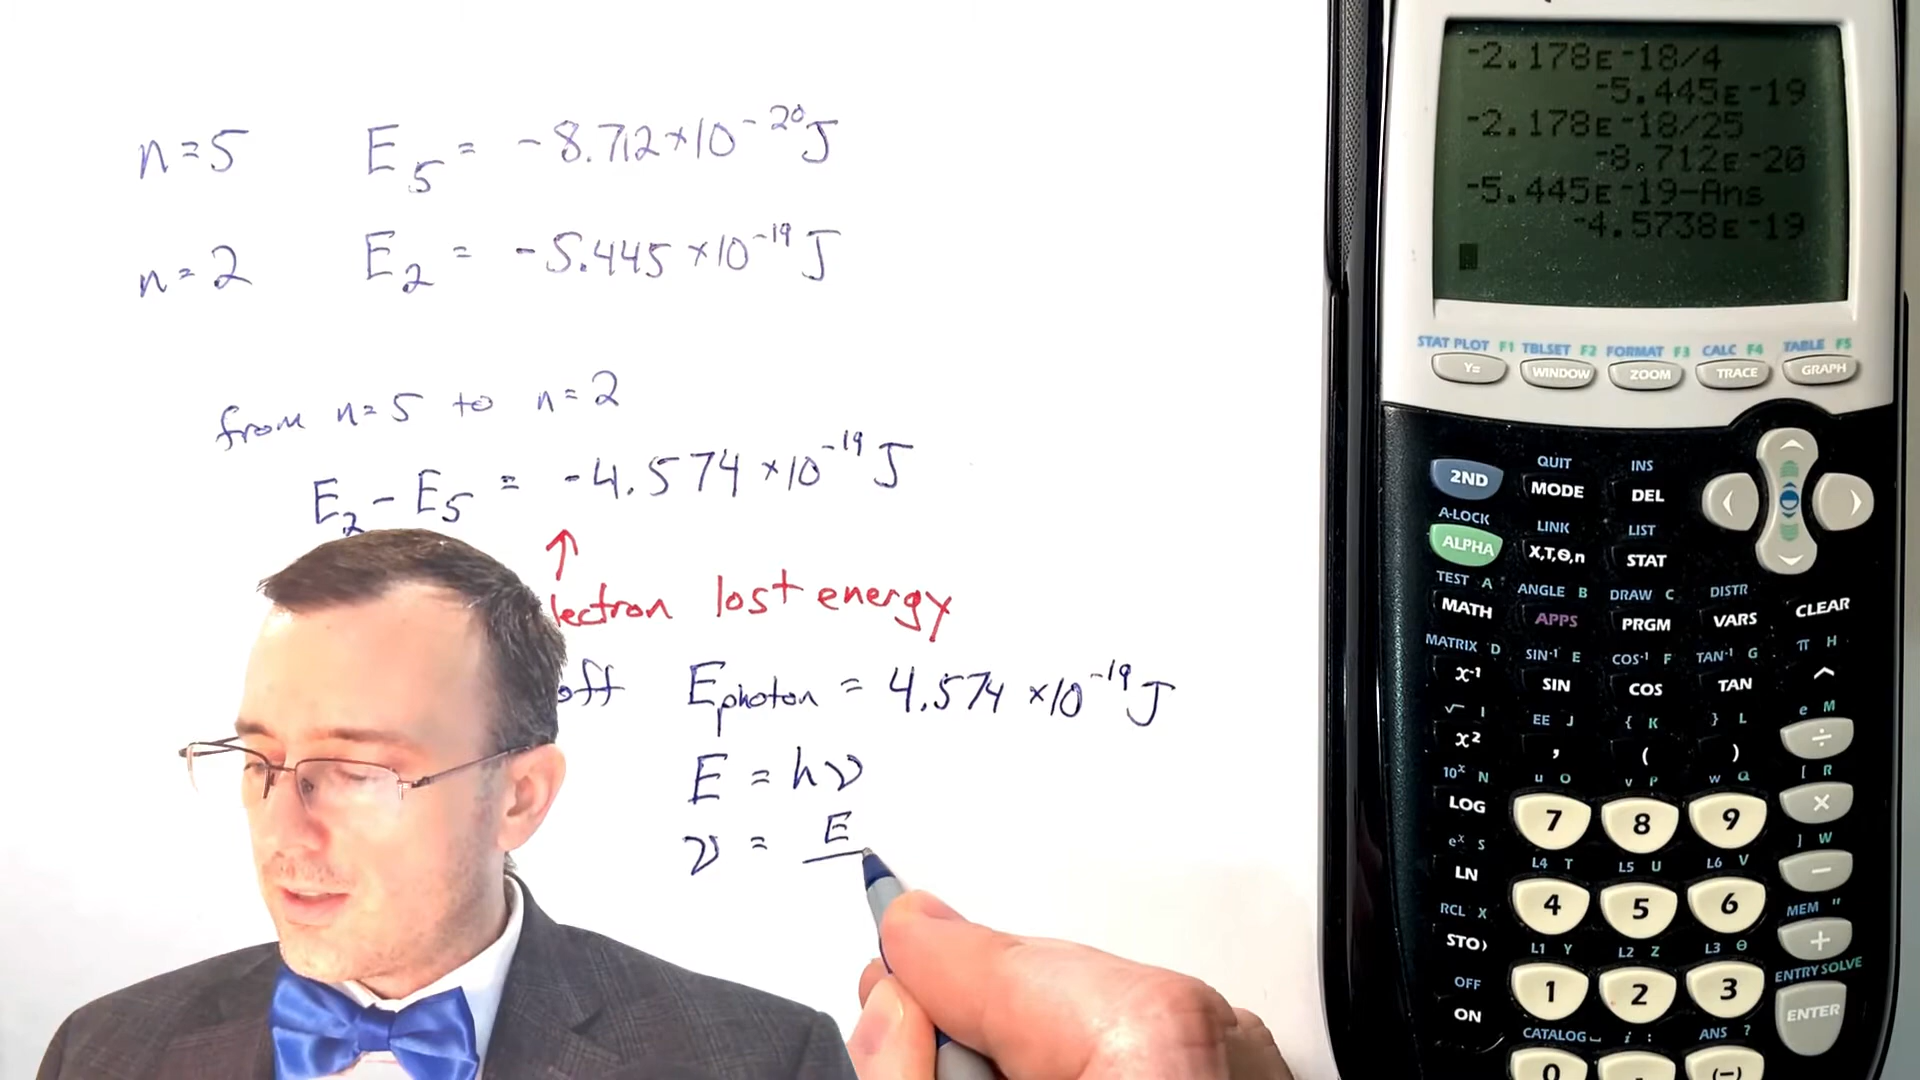 n=5 E₅ = -8.712×10⁻²⁰J
n=2 E₂ = -5.445×10⁻¹⁹J
from n=5 to n=2
E₂ - E₅ = -4.574×10⁻¹⁹J
↑
lectron lost energy
off Ephoton = 4.574×10⁻¹⁹J
E = hν
ν = E
-2.178E-18/4
-5.445E-19
-2.178E-18/25
-8.712E-20
-5.445E-19-Ans
-4.5738E-19
STAT PLOT F1 TBLSET F2 FORMAT F3 CALC F4 TABLE F5
Y= WINDOW ZOOM TRACE GRAPH
QUIT INS
2ND MODE DEL
A-LOCK LINK LIST
ALPHA X,T,Θ,n STAT
TEST A ANGLE B DRAW C DISTR
MATH APPS PRGM VARS CLEAR
MATRIX D SIN⁻¹ E COS⁻¹ F TAN⁻¹ G π H
x⁻¹ SIN COS TAN ^
√ I EE J { K } L e M
x² , ( ) ÷
10ˣ N u O v P w Q [ R
LOG 7 8 9 ×
eˣ S L4 T L5 U L6 V ] W
LN 4 5 6 −
RCL X L1 Y L2 Z L3 Θ MEM "
STO› 1 2 3 +
OFF CATALOG ⎵ i : ANS ? ENTRY SOLVE
ON 0 . (−) ENTER